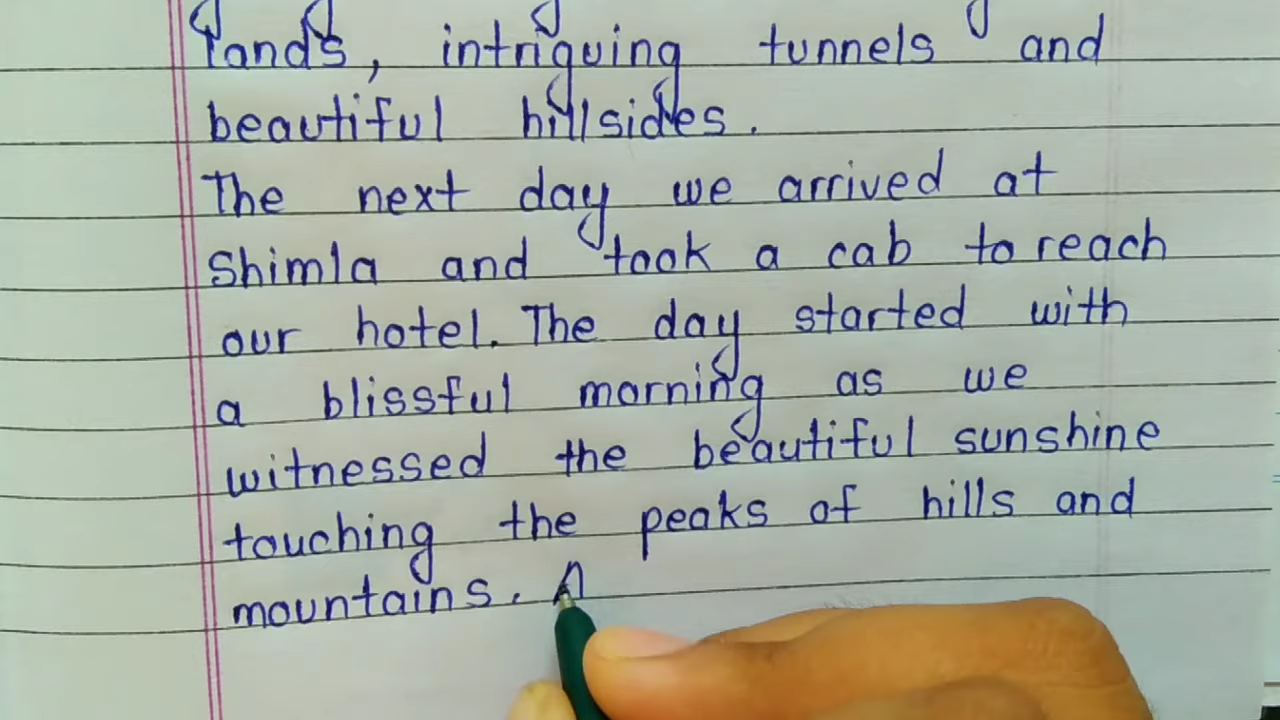 lands, intriguing tunnels and
beautiful hillsides.
The next day we arrived at
Shimla and took a cab to reach
our hotel. The day started with
a blissful morning as we
witnessed the beautiful sunshine
touching the peaks of hills and
mountains. A